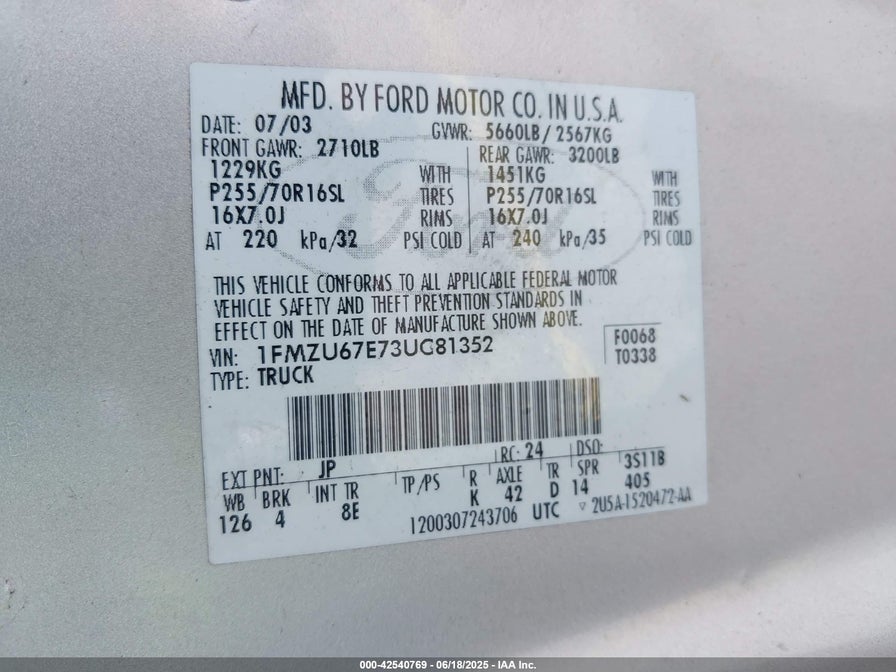 MFD. BY FORD MOTOR CO. IN U.S.A.
DATE: 07/03 GVWR: 5660LB/ 2567KG
FRONT GAWR: 2710LB REAR GAWR: 3200LB
1229KG WITH 1451KG WITH
P255/70R16SL TIRES P255/70R16SL TIRES
16X7.0J RIMS 16X7.0J RIMS
AT 220 kPa/32 PSI COLD AT 240 kPa/35 PSI COLD
Ford
THIS VEHICLE CONFORMS TO ALL APPLICABLE FEDERAL MOTOR
VEHICLE SAFETY AND THEFT PREVENTION STANDARDS IN
EFFECT ON THE DATE OF MANUFACTURE SHOWN ABOVE.
VIN: 1FMZU67E73UC81352 F0068
TYPE: TRUCK T0338
EXT PNT: JP RC: 24 DSO:
WB BRK INT TR TP/PS R AXLE TR SPR 3S11B
126 4 8E K 42 D 14 405
1200307243706 UTC 2U5A-1520472-AA
000-42540769 - 06/18/2025 - IAA Inc.